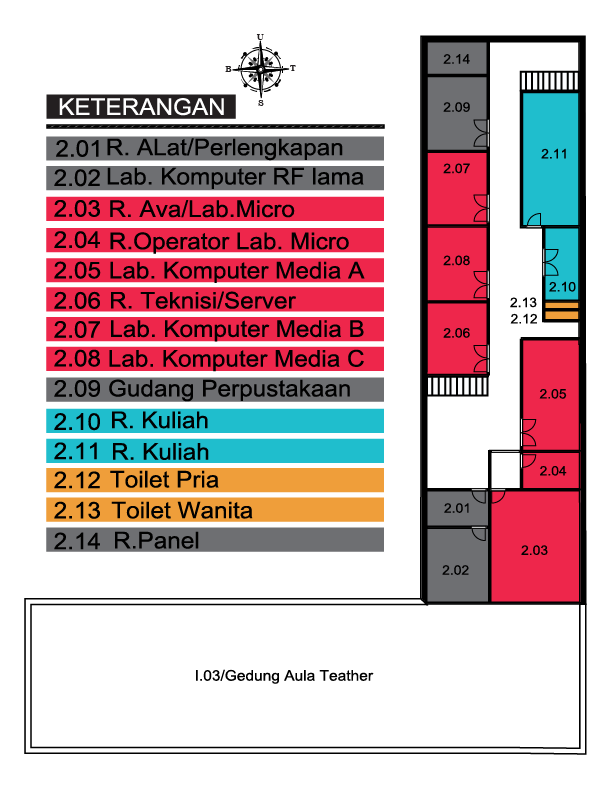 U
B T
S
KETERANGAN
2.01 R. ALat/Perlengkapan
2.02 Lab. Komputer RF lama
2.03 R. Ava/Lab.Micro
2.04 R.Operator Lab. Micro
2.05 Lab. Komputer Media A
2.06 R. Teknisi/Server
2.07 Lab. Komputer Media B
2.08 Lab. Komputer Media C
2.09 Gudang Perpustakaan
2.10 R. Kuliah
2.11 R. Kuliah
2.12 Toilet Pria
2.13 Toilet Wanita
2.14 R.Panel
2.14
2.09
2.11
2.07
2.08
2.10
2.13
2.12
2.06
2.05
2.04
2.01
2.03
2.02
I.03/Gedung Aula Teather